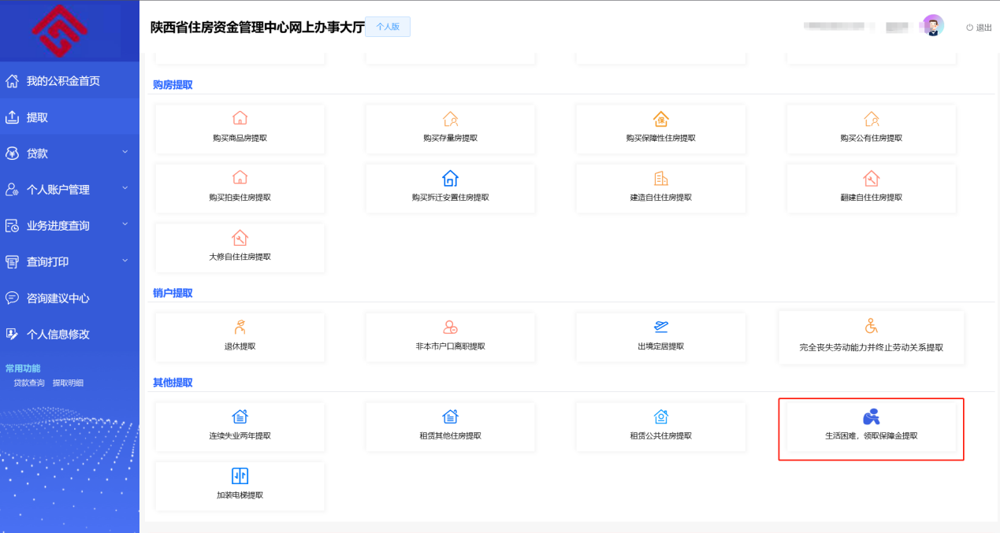 陕西省住房资金管理中心网上办事大厅
个人版
退出
我的公积金首页
提取
贷款
个人账户管理
业务进度查询
查询打印
咨询建议中心
个人信息修改
常用功能
贷款查询 提取明细
购房提取
购买商品房提取
购买存量房提取
保
购买保障性住房提取
购买公有住房提取
购买拍卖住房提取
购买拆迁安置住房提取
建造自住住房提取
翻建自住住房提取
大修自住住房提取
销户提取
退休提取
非本市户口离职提取
出境定居提取
完全丧失劳动能力并终止劳动关系提取
其他提取
连续失业两年提取
租赁其他住房提取
租赁公共住房提取
生活困难，领取保障金提取
加装电梯提取